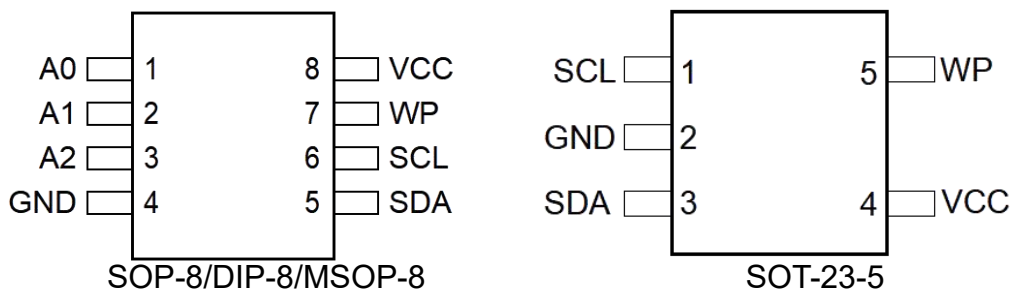 A0 1 8 VCC
A1 2 7 WP
A2 3 6 SCL
GND 4 5 SDA
SOP-8/DIP-8/MSOP-8
SCL 1 5 WP
GND 2
SDA 3 4 VCC
SOT-23-5